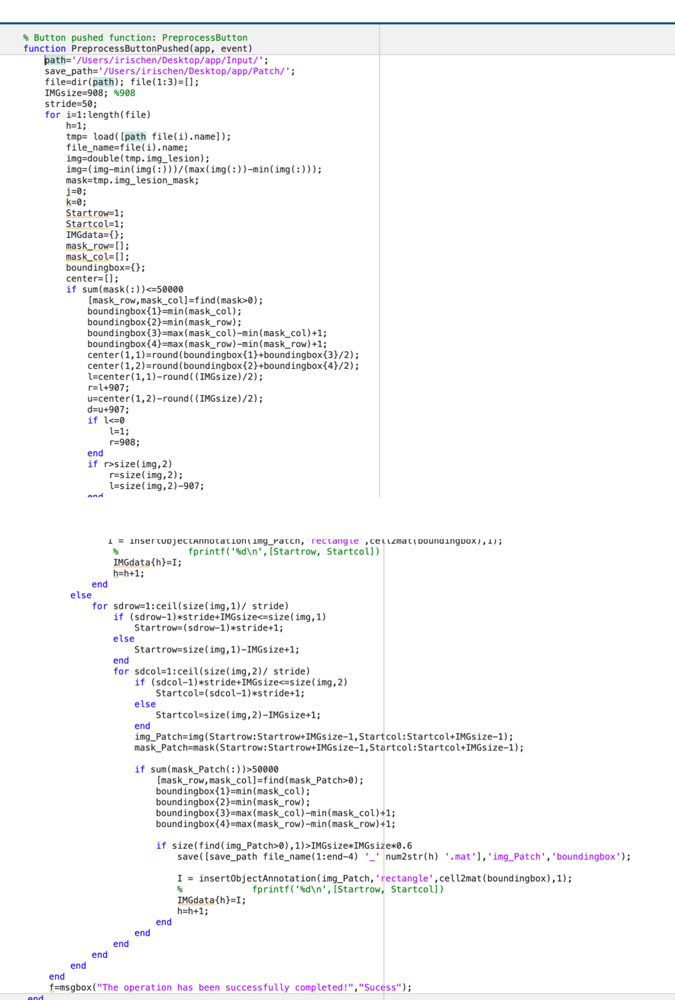 % Button pushed function: PreprocessButton
function PreprocessButtonPushed(app, event)
    path='/Users/irischen/Desktop/app/Input/';
    save_path='/Users/irischen/Desktop/app/Patch/';
    file=dir(path); file(1:3)=[];
    IMGsize=908; %908
    stride=50;
    for i=1:length(file)
        h=1;
        tmp= load([path file(i).name]);
        file_name=file(i).name;
        img=double(tmp.img_lesion);
        img=(img-min(img(:)))/(max(img(:))-min(img(:)));
        mask=tmp.img_lesion_mask;
        j=0;
        k=0;
        Startrow=1;
        Startcol=1;
        IMGdata={};
        mask_row=[];
        mask_col=[];
        boundingbox={};
        center=[];
        if sum(mask(:))<=50000
            [mask_row,mask_col]=find(mask>0);
            boundingbox{1}=min(mask_col);
            boundingbox{2}=min(mask_row);
            boundingbox{3}=max(mask_col)-min(mask_col)+1;
            boundingbox{4}=max(mask_row)-min(mask_row)+1;
            center(1,1)=round(boundingbox{1}+boundingbox{3}/2);
            center(1,2)=round(boundingbox{2}+boundingbox{4}/2);
            l=center(1,1)-round((IMGsize)/2);
            r=l+907;
            u=center(1,2)-round((IMGsize)/2);
            d=u+907;
            if l<=0
                l=1;
                r=908;
            end
            if r>size(img,2)
                r=size(img,2);
                l=size(img,2)-907;
            end
                I = insertObjectAnnotation(img_Patch,'rectangle',cell2mat(boundingbox),1);
                %             fprintf('%d\n',[Startrow, Startcol])
                IMGdata{h}=I;
                h=h+1;
            end
        else
            for sdrow=1:ceil(size(img,1)/ stride)
                if (sdrow-1)*stride+IMGsize<=size(img,1)
                    Startrow=(sdrow-1)*stride+1;
                else
                    Startrow=size(img,1)-IMGsize+1;
                end
                for sdcol=1:ceil(size(img,2)/ stride)
                    if (sdcol-1)*stride+IMGsize<=size(img,2)
                        Startcol=(sdcol-1)*stride+1;
                    else
                        Startcol=size(img,2)-IMGsize+1;
                    end
                    img_Patch=img(Startrow:Startrow+IMGsize-1,Startcol:Startcol+IMGsize-1);
                    mask_Patch=mask(Startrow:Startrow+IMGsize-1,Startcol:Startcol+IMGsize-1);
                    if sum(mask_Patch(:))>50000
                        [mask_row,mask_col]=find(mask_Patch>0);
                        boundingbox{1}=min(mask_col);
                        boundingbox{2}=min(mask_row);
                        boundingbox{3}=max(mask_col)-min(mask_col)+1;
                        boundingbox{4}=max(mask_row)-min(mask_row)+1;
                        if size(find(img_Patch>0),1)>IMGsize*IMGsize*0.6
                            save([save_path file_name(1:end-4) '_' num2str(h) '.mat'],'img_Patch','boundingbox');
                            I = insertObjectAnnotation(img_Patch,'rectangle',cell2mat(boundingbox),1);
                            %             fprintf('%d\n',[Startrow, Startcol])
                            IMGdata{h}=I;
                            h=h+1;
                        end
                    end
                end
            end
        end
    end
    f=msgbox("The operation has been successfully completed!","Sucess");
end